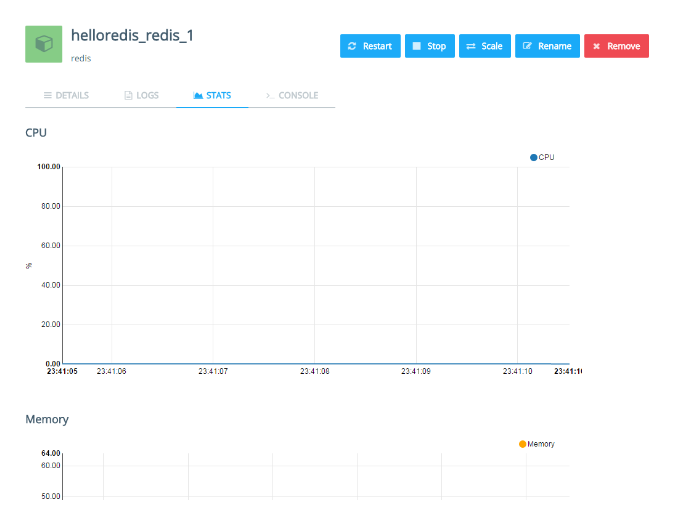 helloredis_redis_1
redis
Restart Stop Scale Rename Remove
DETAILS LOGS STATS CONSOLE
CPU
CPU
100.00
80.00
60.00
%
40.00
20.00
0.00
23:41:05 23:41:06 23:41:07 23:41:08 23:41:09 23:41:10 23:41:1
Memory
Memory
64.00
60.00
50.00